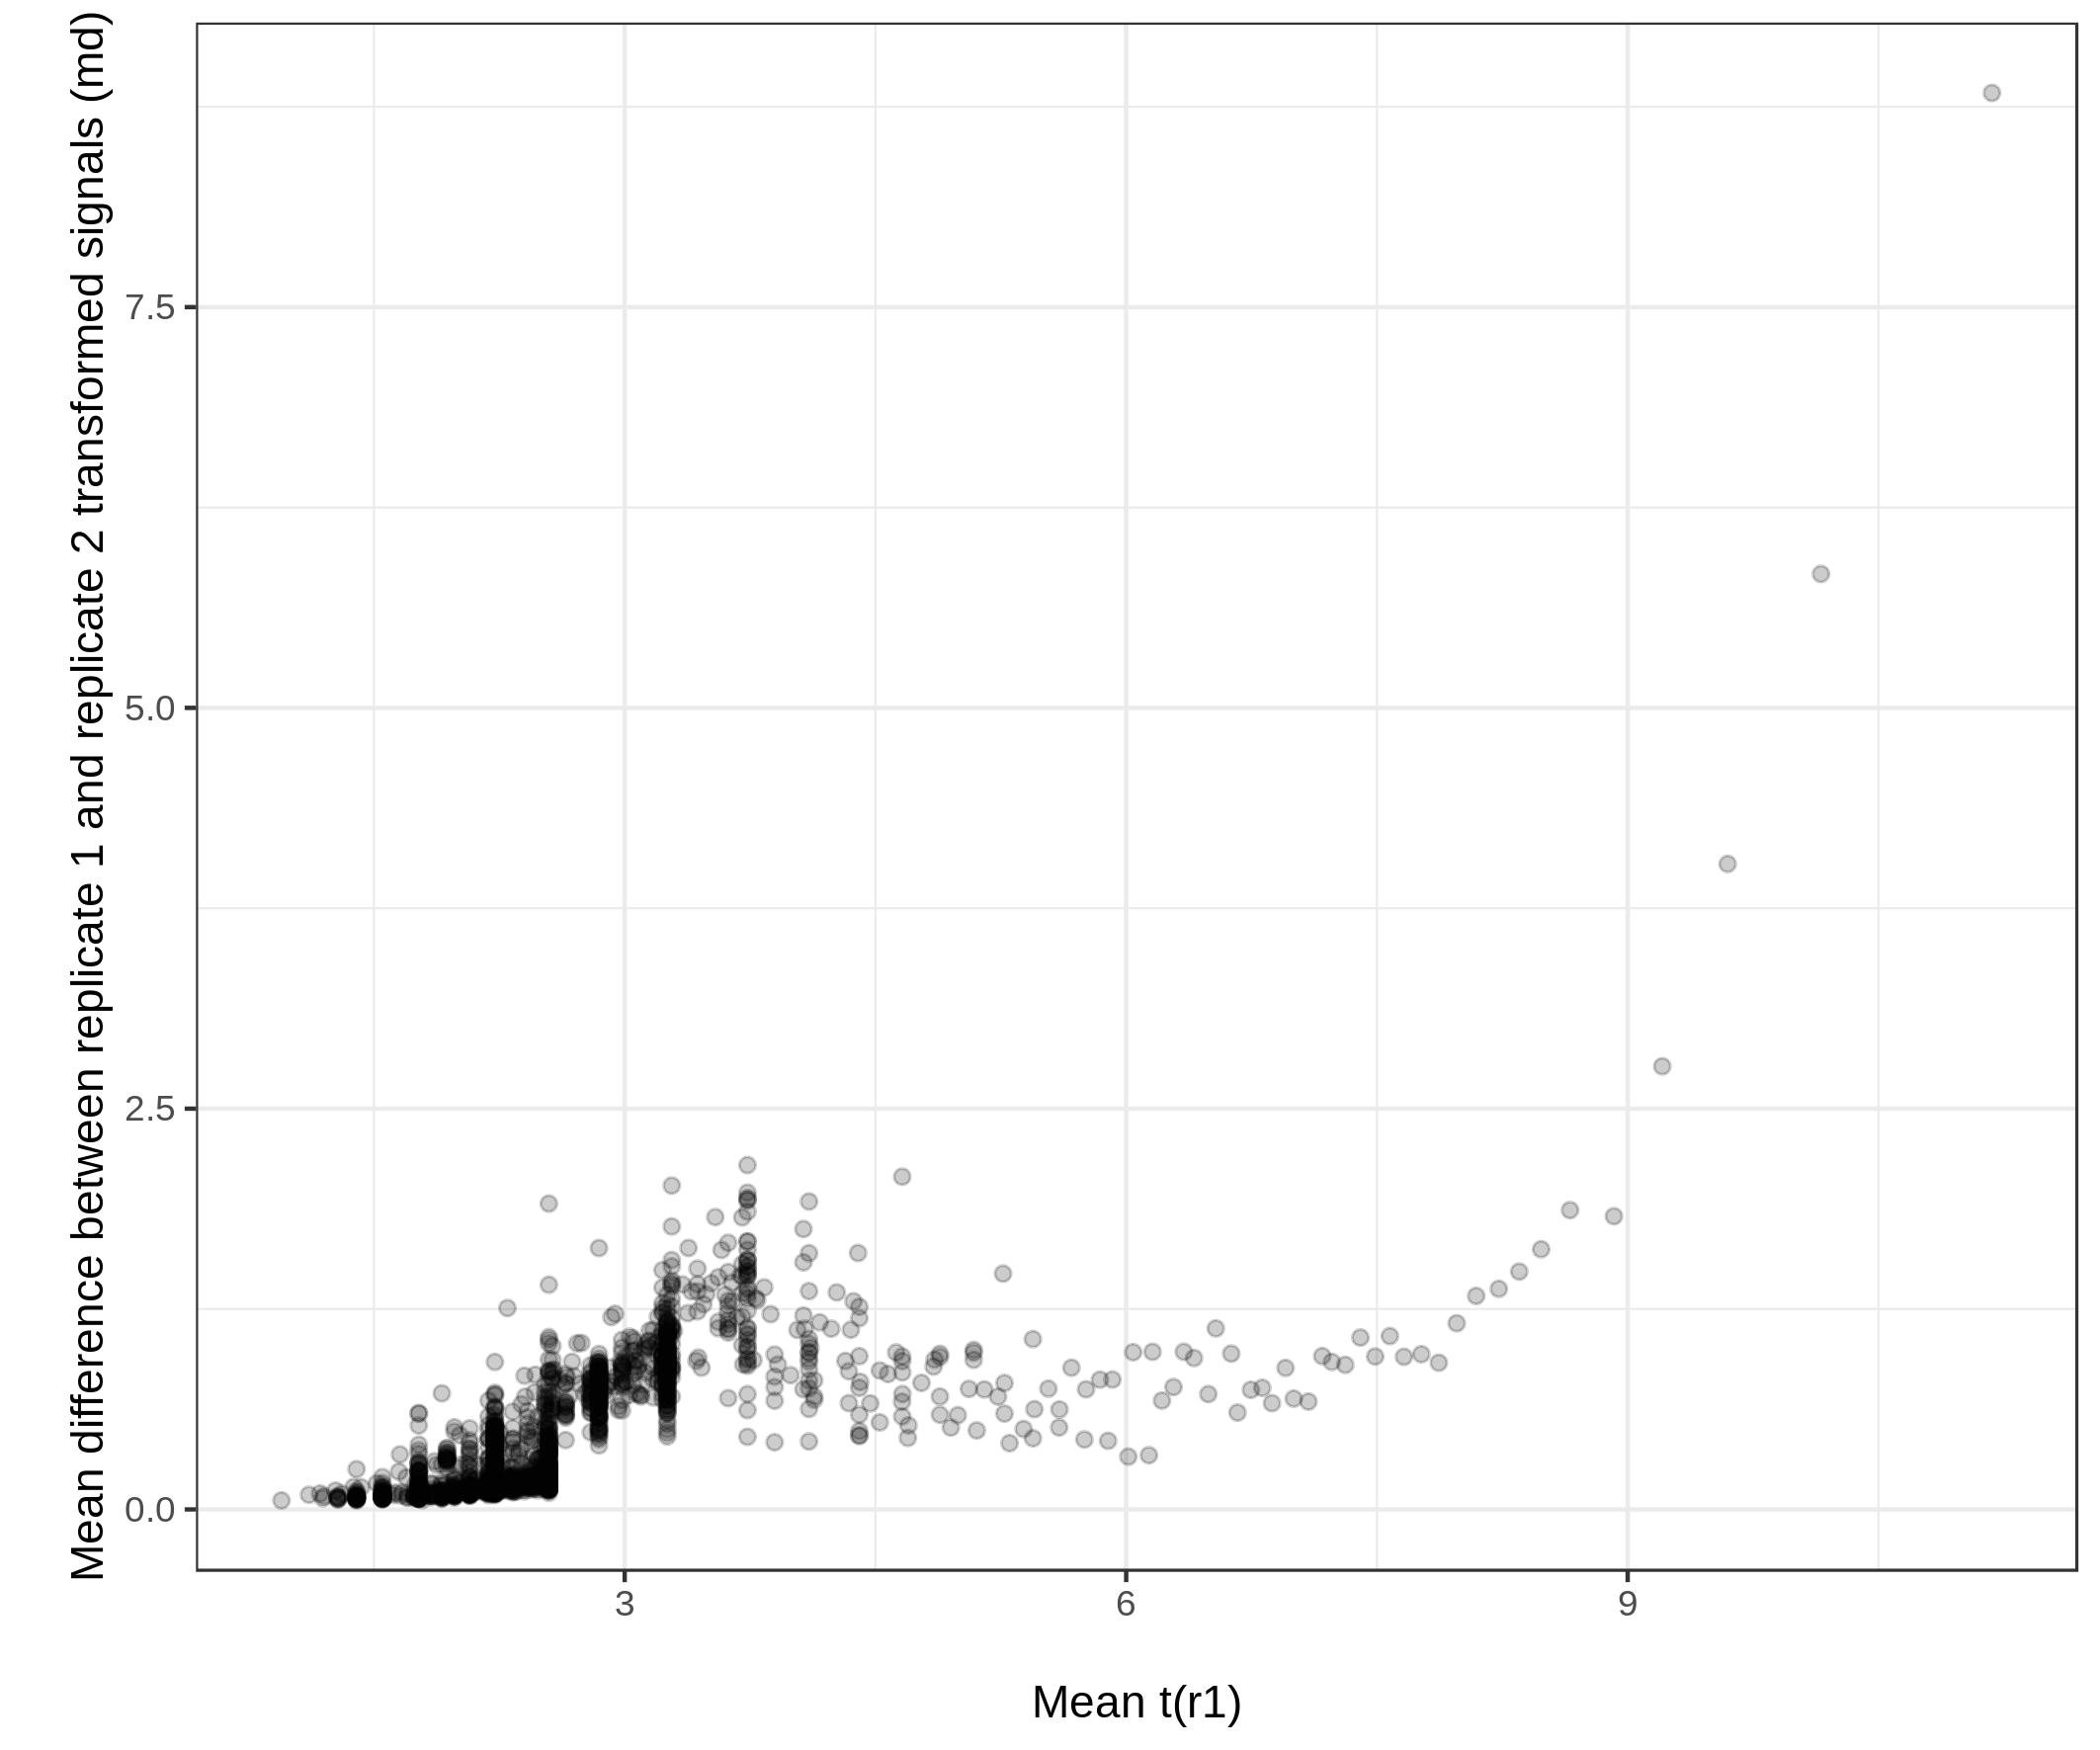 Mean difference between replicate 1 and replicate 2 transformed signals (md)
7.5
5.0
2.5
0.0
3 6 9
Mean t(r1)